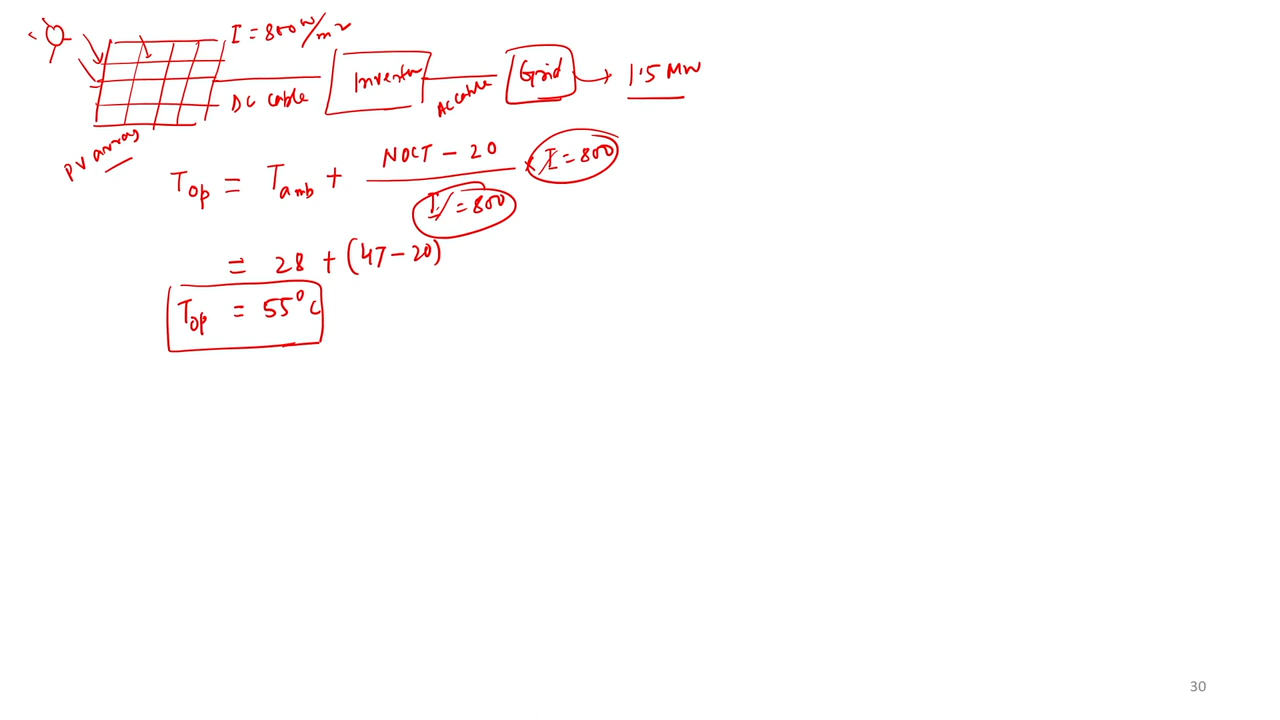 I = 800 W/m²
PV array
DC cable
Inverter
AC cable
Grid
1.5 MW
Top = Tamb + NOCT - 20 / I = 800 × I = 800
= 28 + (47 - 20)
Top = 55°C
30